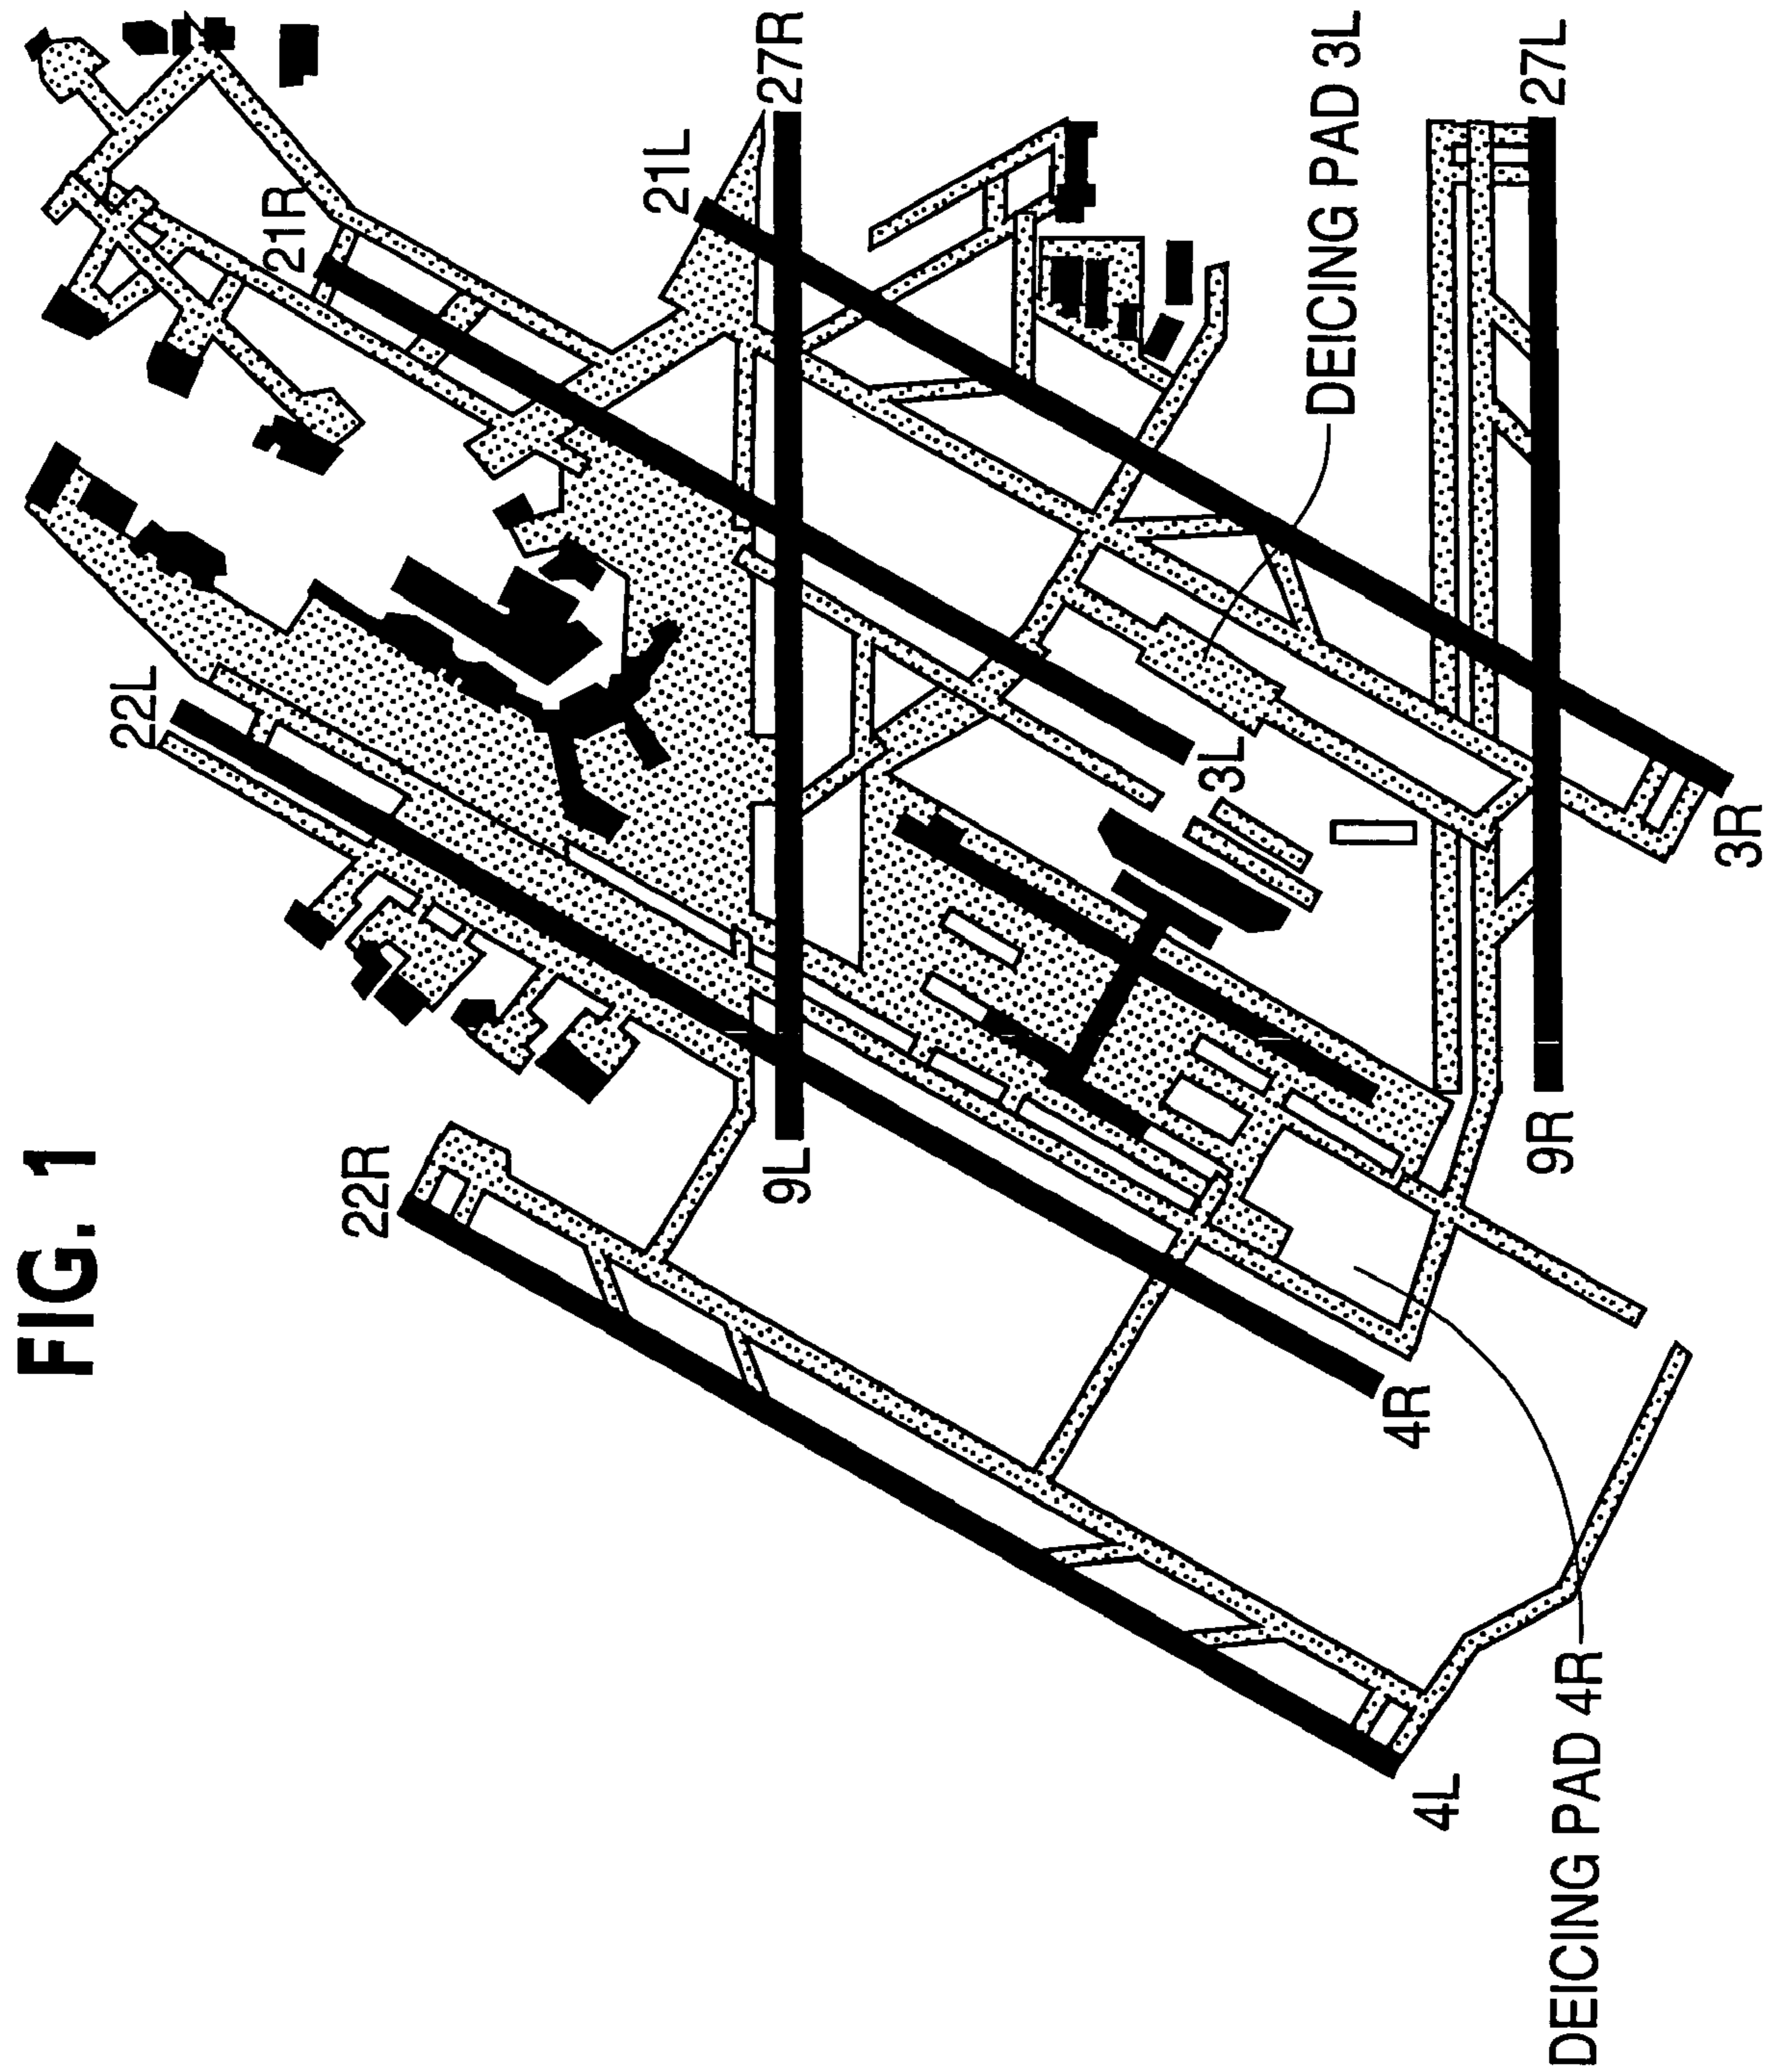 FIG. 1
22L
22R
21R
21L
27R
9L
DEICING PAD 3L
27L
3L
3R
9R
4R
4L
DEICING PAD 4R